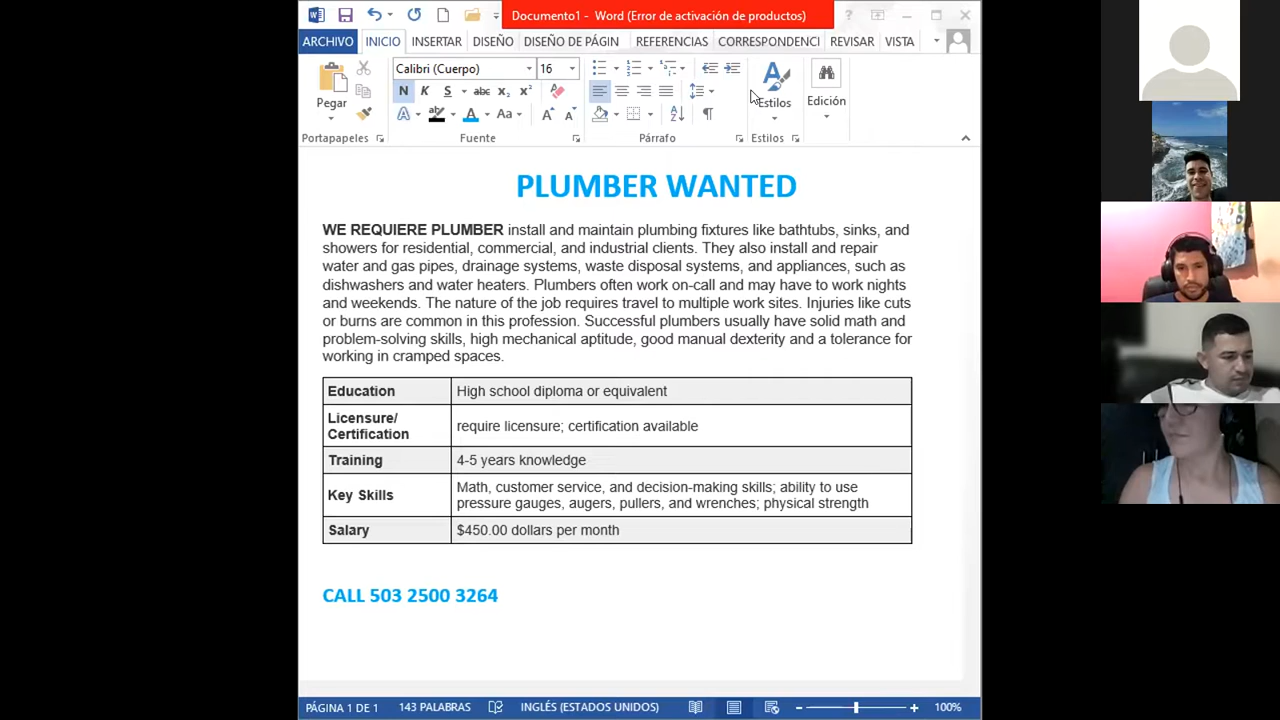 Documento1 - Word (Error de activación de productos)
?
ARCHIVO INICIO INSERTAR DISEÑO DISEÑO DE PÁGIN REFERENCIAS CORRESPONDENCI REVISAR VISTA
Calibri (Cuerpo) 16
Pegar
N K S abc x₂ x²
A aby A Aa A A
Estilos
Edición
Portapapeles Fuente Párrafo Estilos
PLUMBER WANTED
WE REQUIERE PLUMBER install and maintain plumbing fixtures like bathtubs, sinks, and
showers for residential, commercial, and industrial clients. They also install and repair
water and gas pipes, drainage systems, waste disposal systems, and appliances, such as
dishwashers and water heaters. Plumbers often work on-call and may have to work nights
and weekends. The nature of the job requires travel to multiple work sites. Injuries like cuts
or burns are common in this profession. Successful plumbers usually have solid math and
problem-solving skills, high mechanical aptitude, good manual dexterity and a tolerance for
working in cramped spaces.
Education High school diploma or equivalent
Licensure/
Certification
require licensure; certification available
Training 4-5 years knowledge
Key Skills
Math, customer service, and decision-making skills; ability to use
pressure gauges, augers, pullers, and wrenches; physical strength
Salary $450.00 dollars per month
CALL 503 2500 3264
PÁGINA 1 DE 1 143 PALABRAS INGLÉS (ESTADOS UNIDOS) 100%